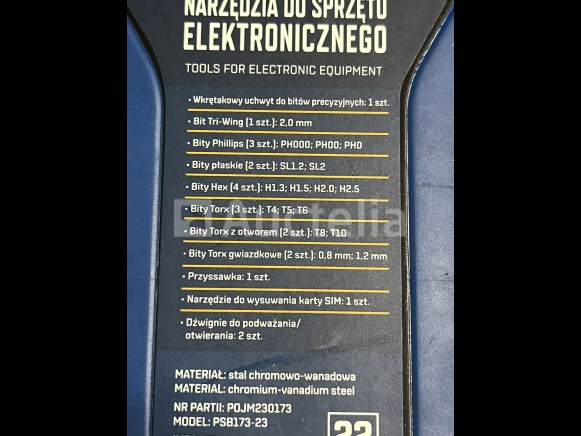 NARZĘDZIA DO SPRZĘTU
ELEKTRONICZNEGO
TOOLS FOR ELECTRONIC EQUIPMENT
• Wkrętakowy uchwyt do bitów precyzyjnych: 1 szt.
• Bit Tri-Wing (1 szt.): 2,0 mm
• Bity Phillips (3 szt.): PH000; PH00; PH0
• Bity płaskie (2 szt.): SL1.2; SL2
• Bity Hex (4 szt.): H1.3; H1.5; H2.0; H2.5
• Bity Torx (3 szt.): T4; T5; T6
Auctelia
• Bity Torx z otworem (2 szt.): T8; T10
• Bity Torx gwiazdkowe (2 szt.): 0,8 mm; 1,2 mm
• Przyssawka: 1 szt.
• Narzędzie do wysuwania karty SIM: 1 szt.
• Dźwignie do podważania/
otwierania: 2 szt.
MATERIAŁ: stal chromowo-wanadowa
MATERIAL: chromium-vanadium steel
NR PARTII: POJM230173
MODEL: PSB173-23